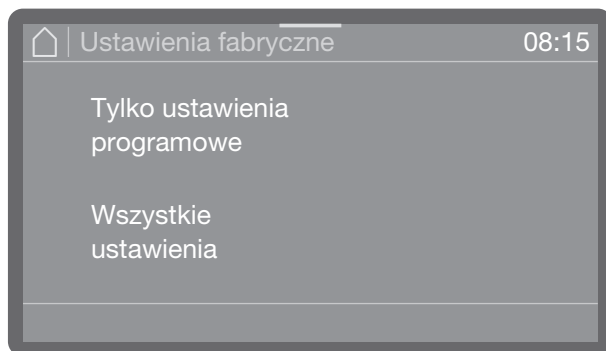 Ustawienia fabryczne 08:15
Tylko ustawienia
programowe
Wszystkie
ustawienia